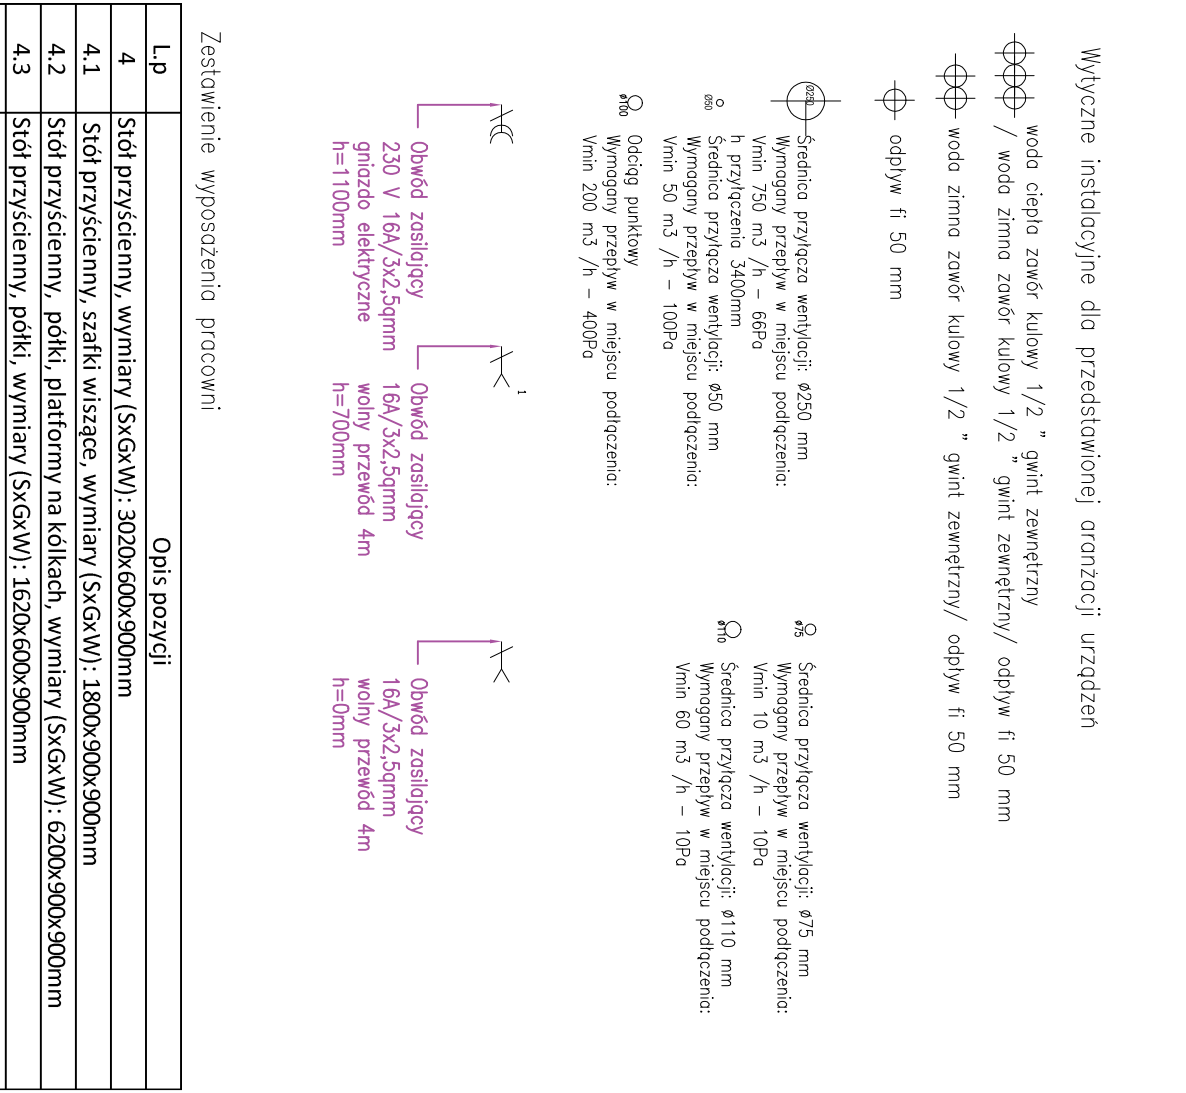 Wytyczne instalacyjne dla przedstawionej aranżacji urządzeń
woda ciepła zawór kulowy 1/2 " gwint zewnętrzny
/ woda zimna zawór kulowy 1/2 " gwint zewnętrzny/ odpływ fi 50 mm
woda zimna zawór kulowy 1/2 " gwint zewnętrzny/ odpływ fi 50 mm
odpływ fi 50 mm
Ø250
Średnica przyłącza wentylacji: Ø250 mm
Wymagany przepływ w miejscu podłączenia:
Vmin 750 m3 /h – 66Pa
h przyłączenia 3400mm
Ø50
Średnica przyłącza wentylacji: Ø50 mm
Wymagany przepływ w miejscu podłączenia:
Vmin 50 m3 /h – 100Pa
Ø100
Odciąg punktowy
Wymagany przepływ w miejscu podłączenia:
Vmin 200 m3 /h – 400Pa
Ø75
Średnica przyłącza wentylacji: Ø75 mm
Wymagany przepływ w miejscu podłączenia:
Vmin 10 m3 /h – 10Pa
Ø110
Średnica przyłącza wentylacji: Ø110 mm
Wymagany przepływ w miejscu podłączenia:
Vmin 60 m3 /h – 10Pa
Obwód zasilający
230 V 16A/3x2,5qmm
gniazdo elektryczne
h=1100mm
1
Obwód zasilający
16A/3x2,5qmm
wolny przewód 4m
h=700mm
Obwód zasilający
16A/3x2,5qmm
wolny przewód 4m
h=0mm
Zestawienie wyposażenia pracowni
L.p Opis pozycji
4 Stół przyścienny, wymiary (SxGxW): 3020x600x900mm
4.1 Stół przyścienny, szafki wiszące, wymiary (SxGxW): 1800x900x900mm
4.2 Stół przyścienny, półki, platformy na kólkach, wymiary (SxGxW): 6200x900x900mm
4.3 Stół przyścienny, półki, wymiary (SxGxW): 1620x600x900mm